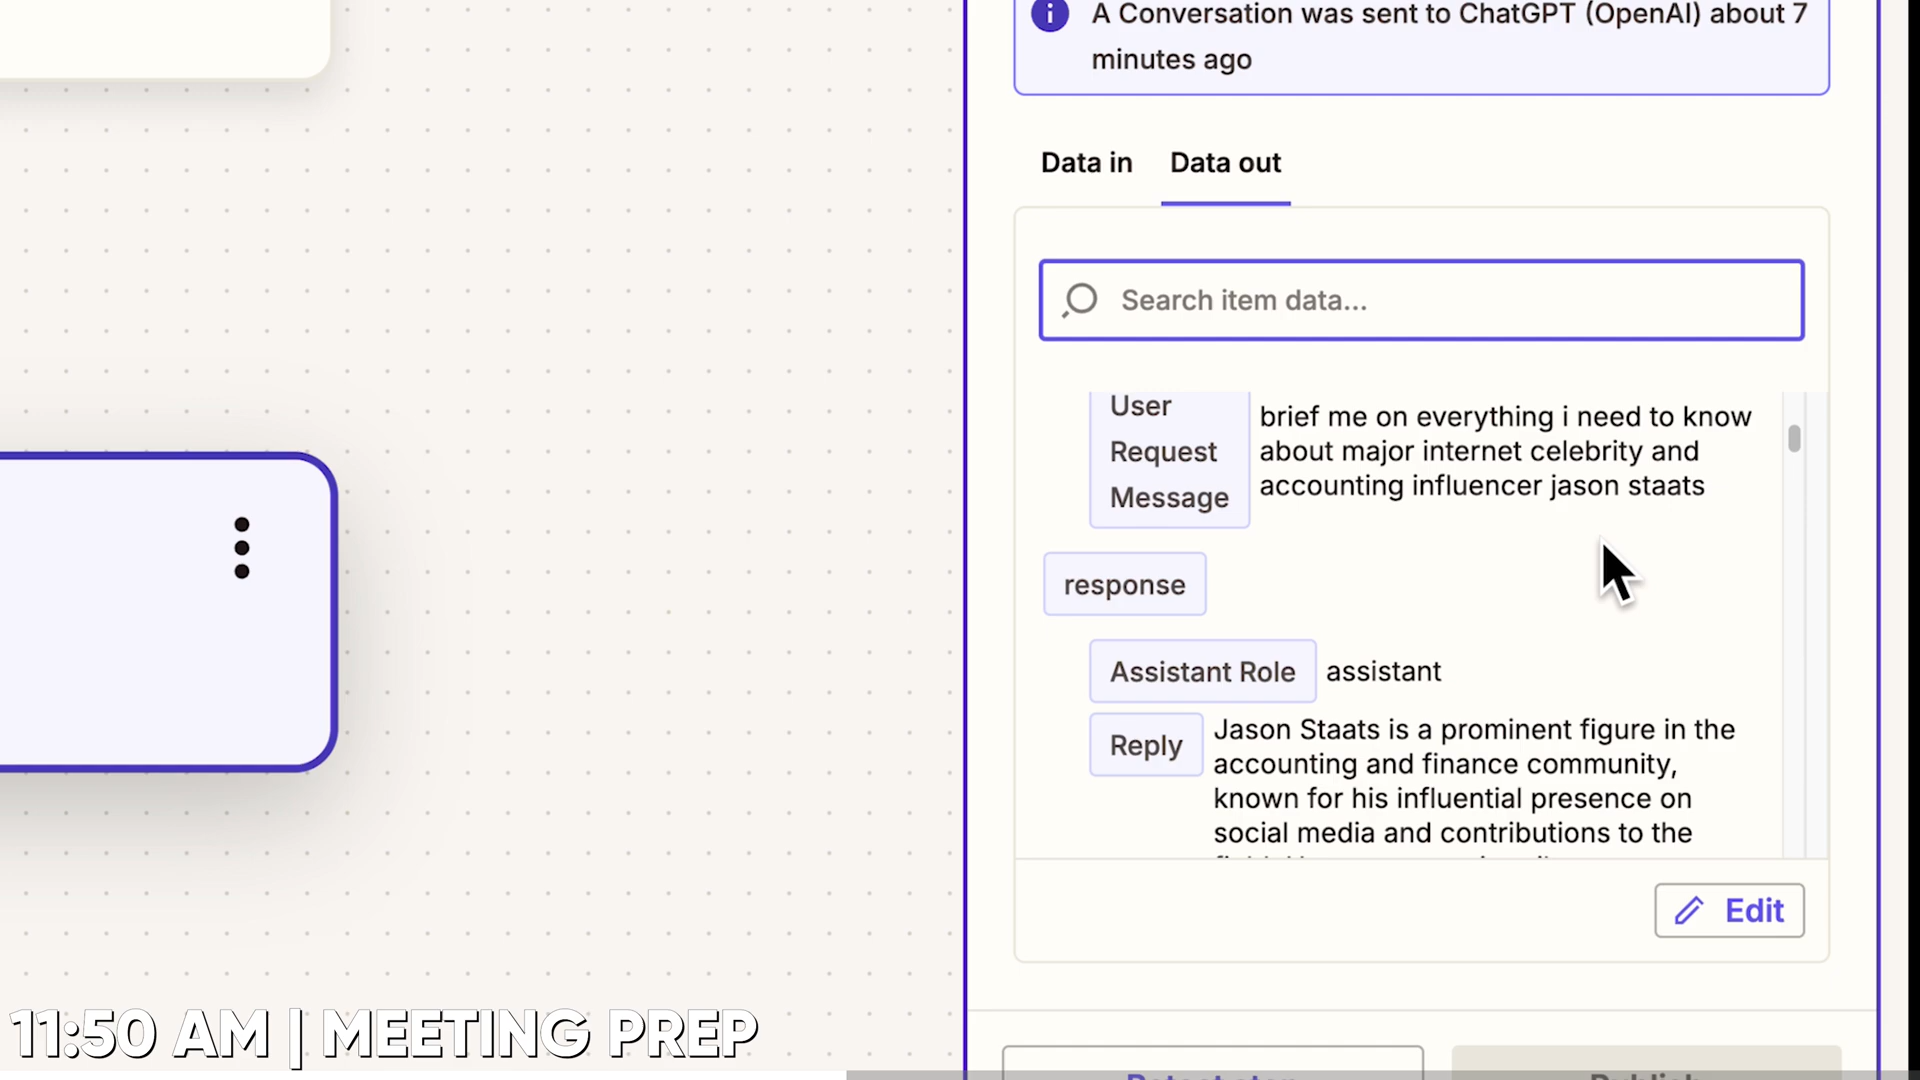 A Conversation was sent to ChatGPT (OpenAI) about 7
minutes ago
Data in
Data out
Search item data...
User
Request
Message
brief me on everything i need to know
about major internet celebrity and
accounting influencer jason staats
response
Assistant Role
assistant
Reply
Jason Staats is a prominent figure in the
accounting and finance community,
known for his influential presence on
social media and contributions to the
Edit
11:50 AM | MEETING PREP